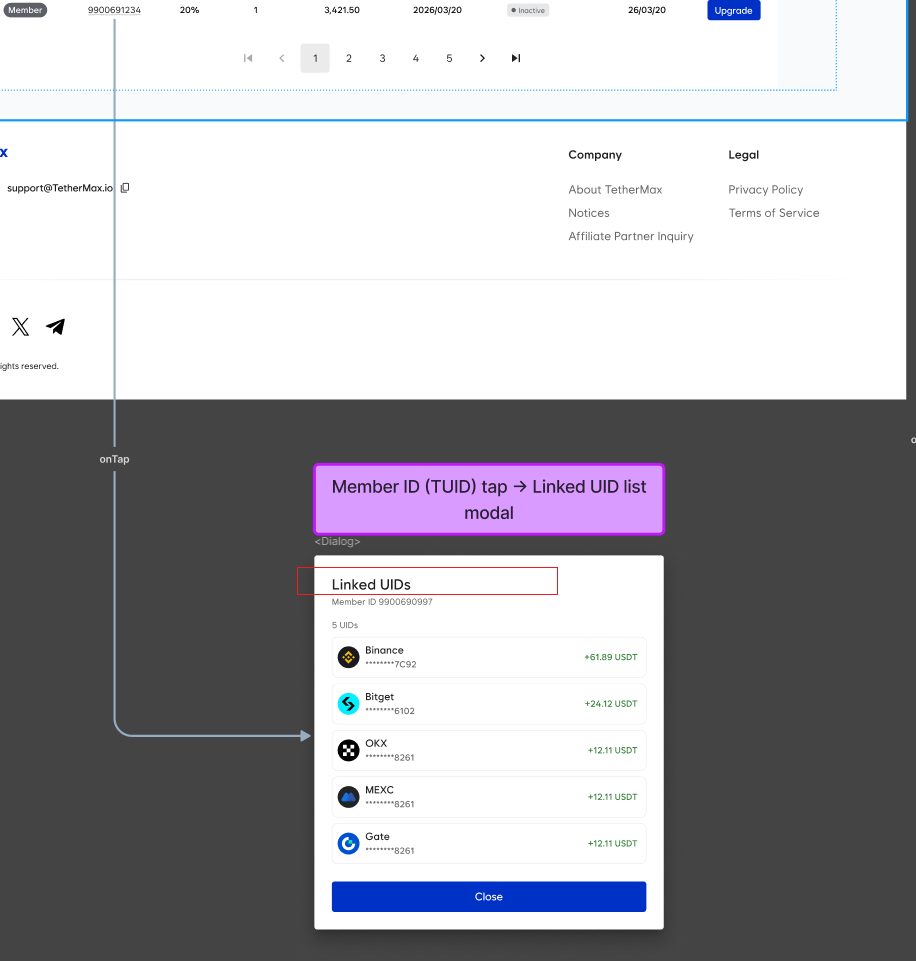 Member 9900691234 20% 1 3,421.50 2026/03/20 Inactive 26/03/20 Upgrade
1 2 3 4 5
x
Company Legal
support@TetherMax.io
About TetherMax Privacy Policy
Notices Terms of Service
Affiliate Partner Inquiry
ights reserved.
onTap
Member ID (TUID) tap → Linked UID list
modal
<Dialog>
Linked UIDs
Member ID 9900690997
5 UIDs
Binance
********7C92
+61.89 USDT
Bitget
********6102
+24.12 USDT
OKX
********8261
+12.11 USDT
MEXC
********8261
+12.11 USDT
Gate
********8261
+12.11 USDT
Close